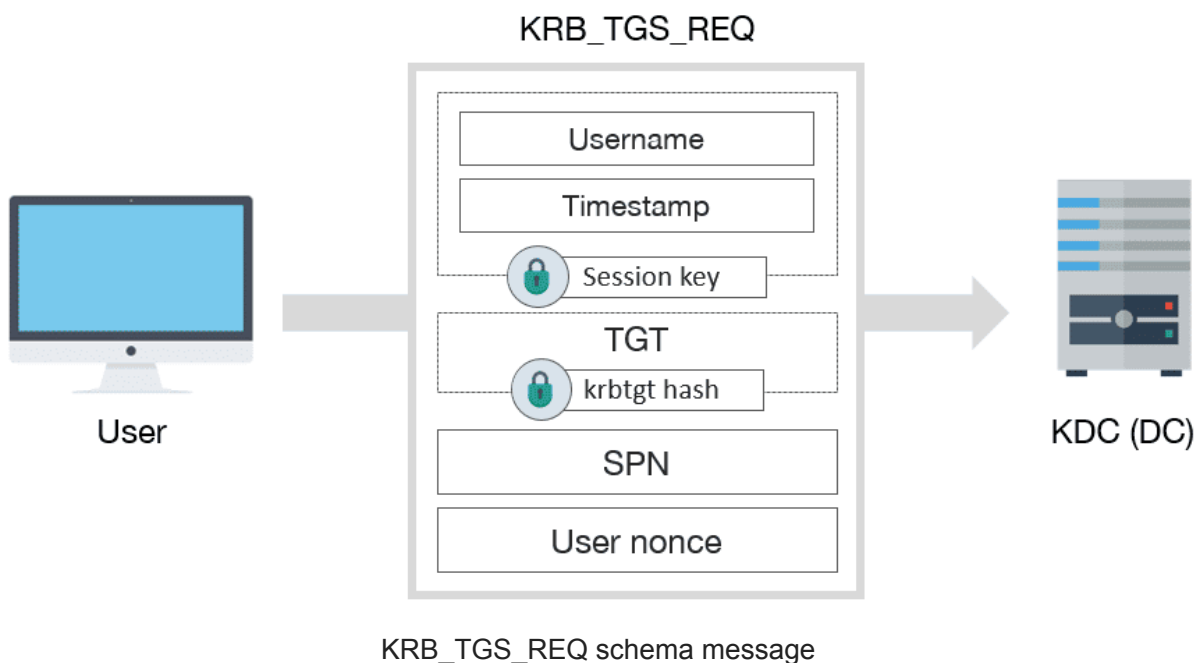 KRB_TGS_REQ
Username
Timestamp
Session key
TGT
krbtgt hash
SPN
User nonce
User
KDC (DC)
KRB_TGS_REQ schema message